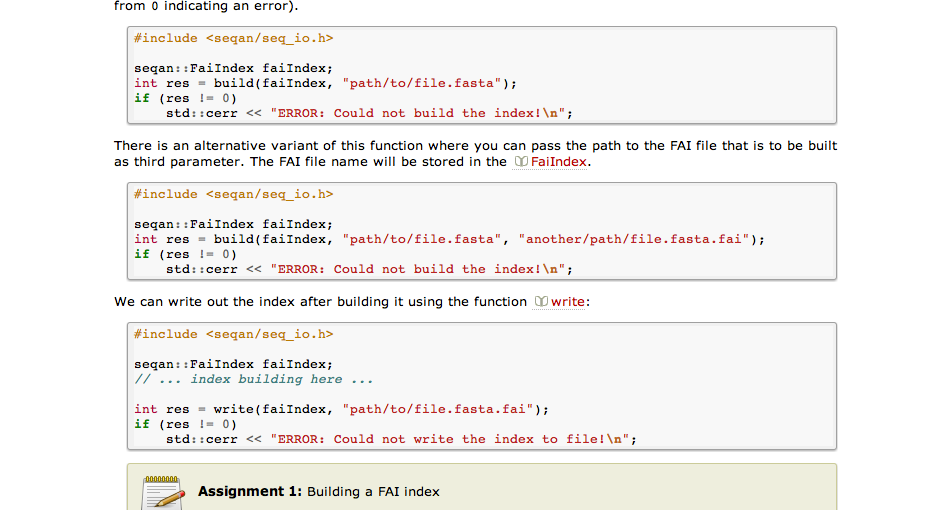 from 0 indicating an error).
#include <seqan/seq_io.h>
seqan::FaiIndex faiIndex;
int res = build(faiIndex, "path/to/file.fasta");
if (res != 0)
    std::cerr << "ERROR: Could not build the index!\n";
There is an alternative variant of this function where you can pass the path to the FAI file that is to be built
as third parameter. The FAI file name will be stored in the FaiIndex.
#include <seqan/seq_io.h>
seqan::FaiIndex faiIndex;
int res = build(faiIndex, "path/to/file.fasta", "another/path/file.fasta.fai");
if (res != 0)
    std::cerr << "ERROR: Could not build the index!\n";
We can write out the index after building it using the function write:
#include <seqan/seq_io.h>
seqan::FaiIndex faiIndex;
// ... index building here ...
int res = write(faiIndex, "path/to/file.fasta.fai");
if (res != 0)
    std::cerr << "ERROR: Could not write the index to file!\n";
Assignment 1: Building a FAI index